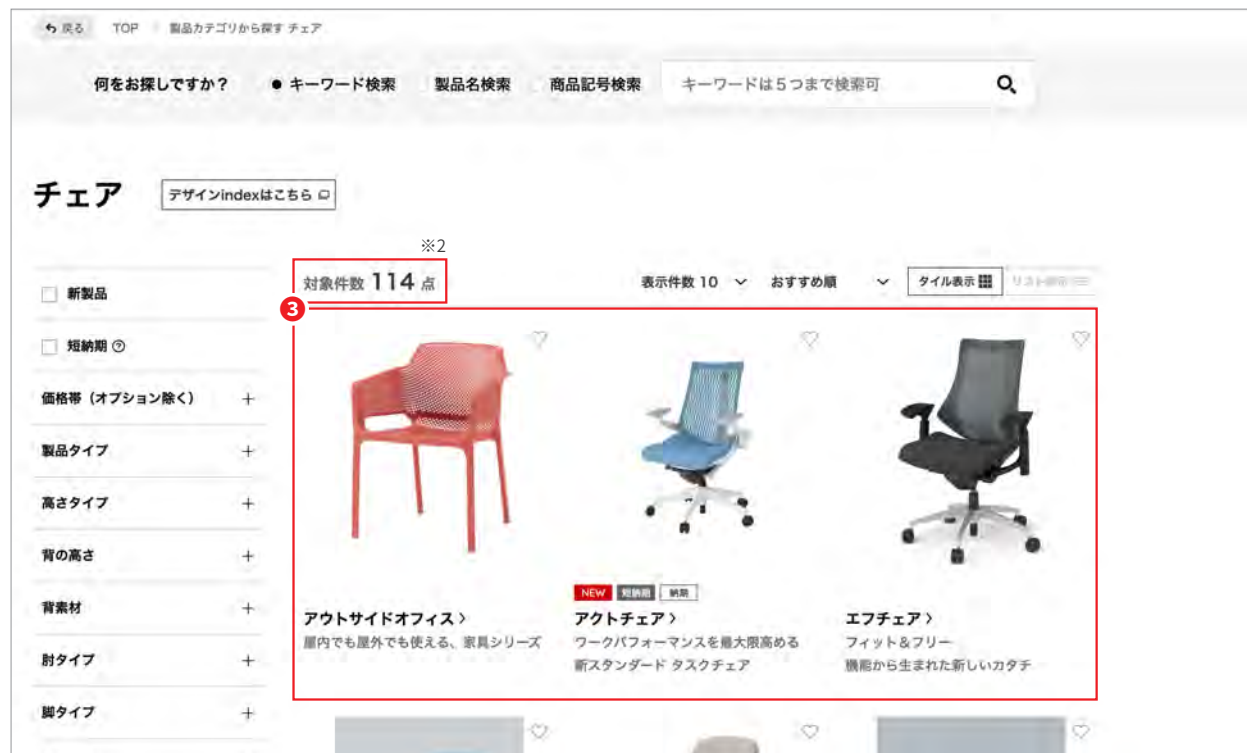 戻る TOP 製品カテゴリから探す チェア
何をお探しですか? キーワード検索 製品名検索 商品記号検索 キーワードは5つまで検索可
チェア デザインindexはこちら
※2
対象件数 114 点 表示件数 10 おすすめ順 タイル表示 リスト表示
3
新製品
短納期 ?
価格帯(オプション除く) +
製品タイプ +
高さタイプ +
背の高さ +
背素材 +
肘タイプ +
脚タイプ +
アウトサイドオフィス >
屋内でも屋外でも使える、家具シリーズ
NEW 短納期 納期
アクトチェア >
ワークパフォーマンスを最大限高める
新スタンダード タスクチェア
エフチェア >
フィット&フリー
機能から生まれた新しいカタチ